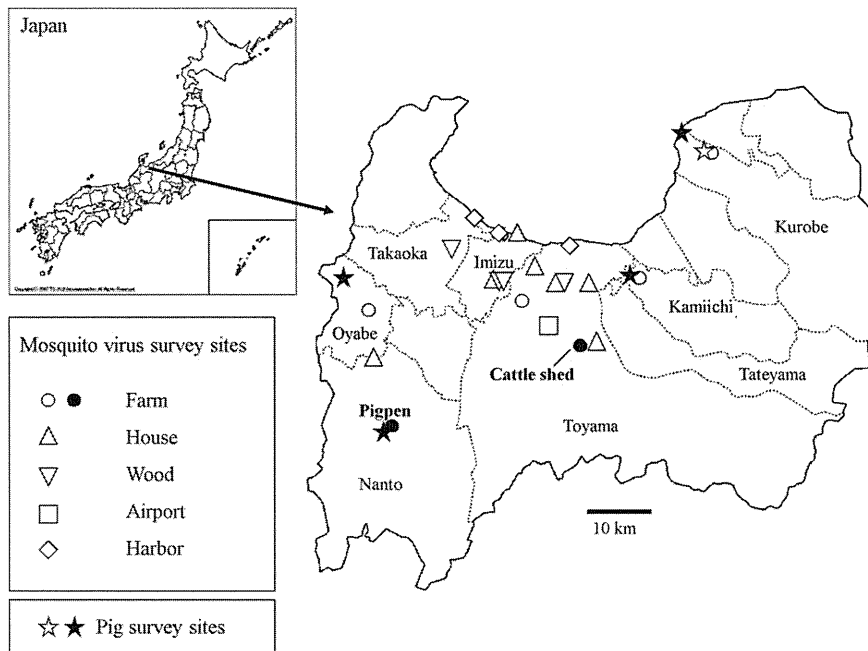 Japan
Mosquito virus survey sites
Farm
House
Wood
Airport
Harbor
Pig survey sites
Takaoka
Imizu
Kurobe
Oyabe
Kamiichi
Cattle shed
Tateyama
Pigpen
Toyama
Nanto
10 km